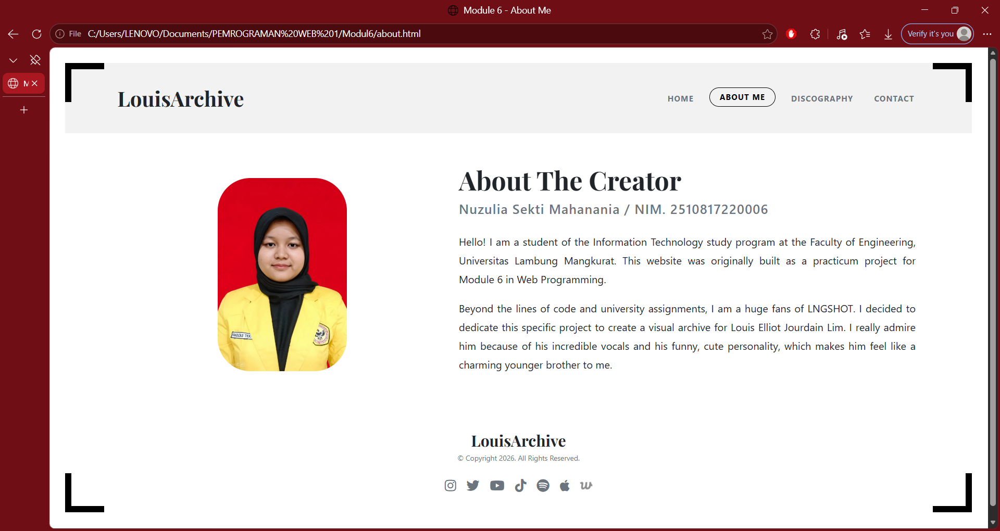 Module 6 - About Me
File C:/Users/LENOVO/Documents/PEMROGRAMAN%20WEB%201/Modul6/about.html
Verify it's you
M
LouisArchive
HOME
ABOUT ME
DISCOGRAPHY
CONTACT
About The Creator
Nuzulia Sekti Mahanania / NIM. 2510817220006
Hello! I am a student of the Information Technology study program at the Faculty of Engineering,
Universitas Lambung Mangkurat. This website was originally built as a practicum project for
Module 6 in Web Programming.
Beyond the lines of code and university assignments, I am a huge fans of LNGSHOT. I decided to
dedicate this specific project to create a visual archive for Louis Elliot Jourdain Lim. I really admire
him because of his incredible vocals and his funny, cute personality, which makes him feel like a
charming younger brother to me.
FAKULTAS TEK
LouisArchive
© Copyright 2026. All Rights Reserved.